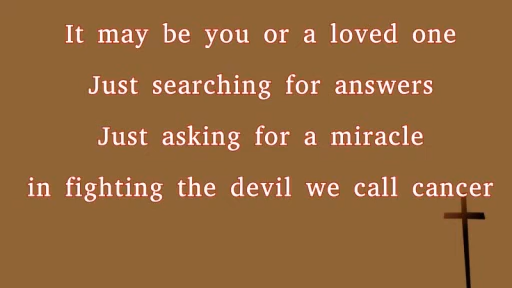 It may be you or a loved one
Just searching for answers
Just asking for a miracle
in fighting the devil we call cancer